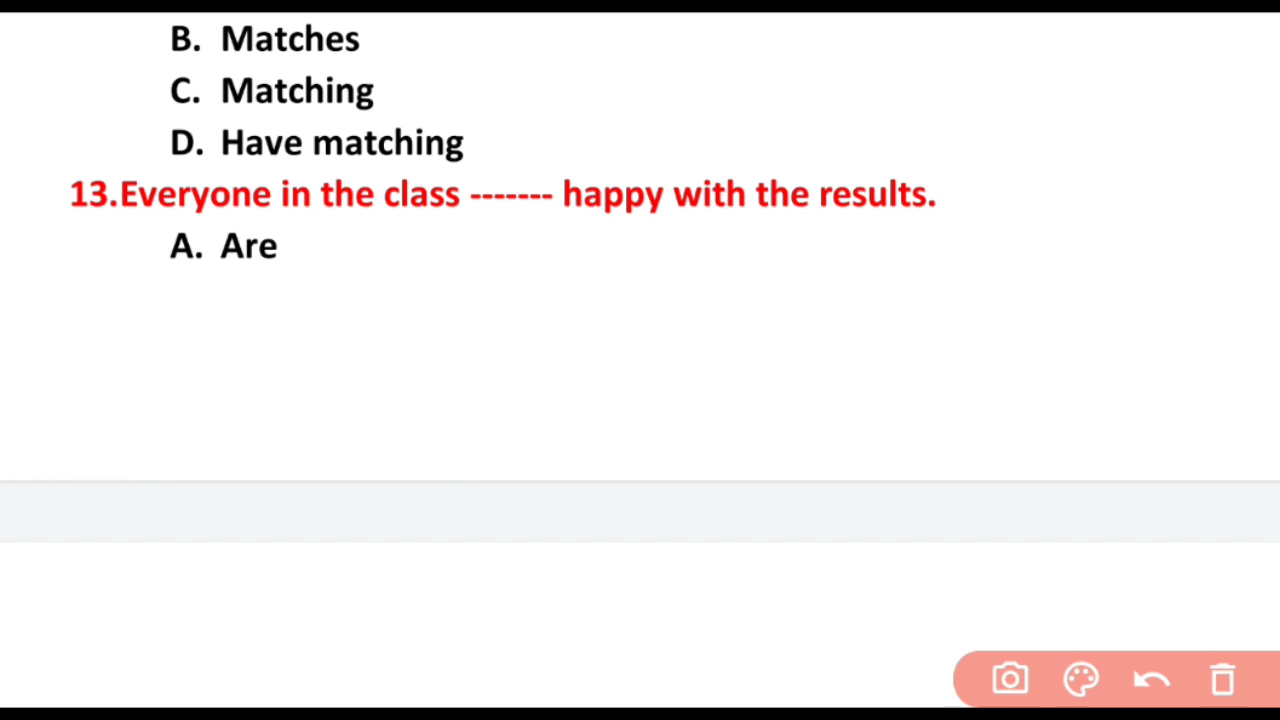 B. Matches
C. Matching
D. Have matching
13.Everyone in the class ------- happy with the results.
A. Are